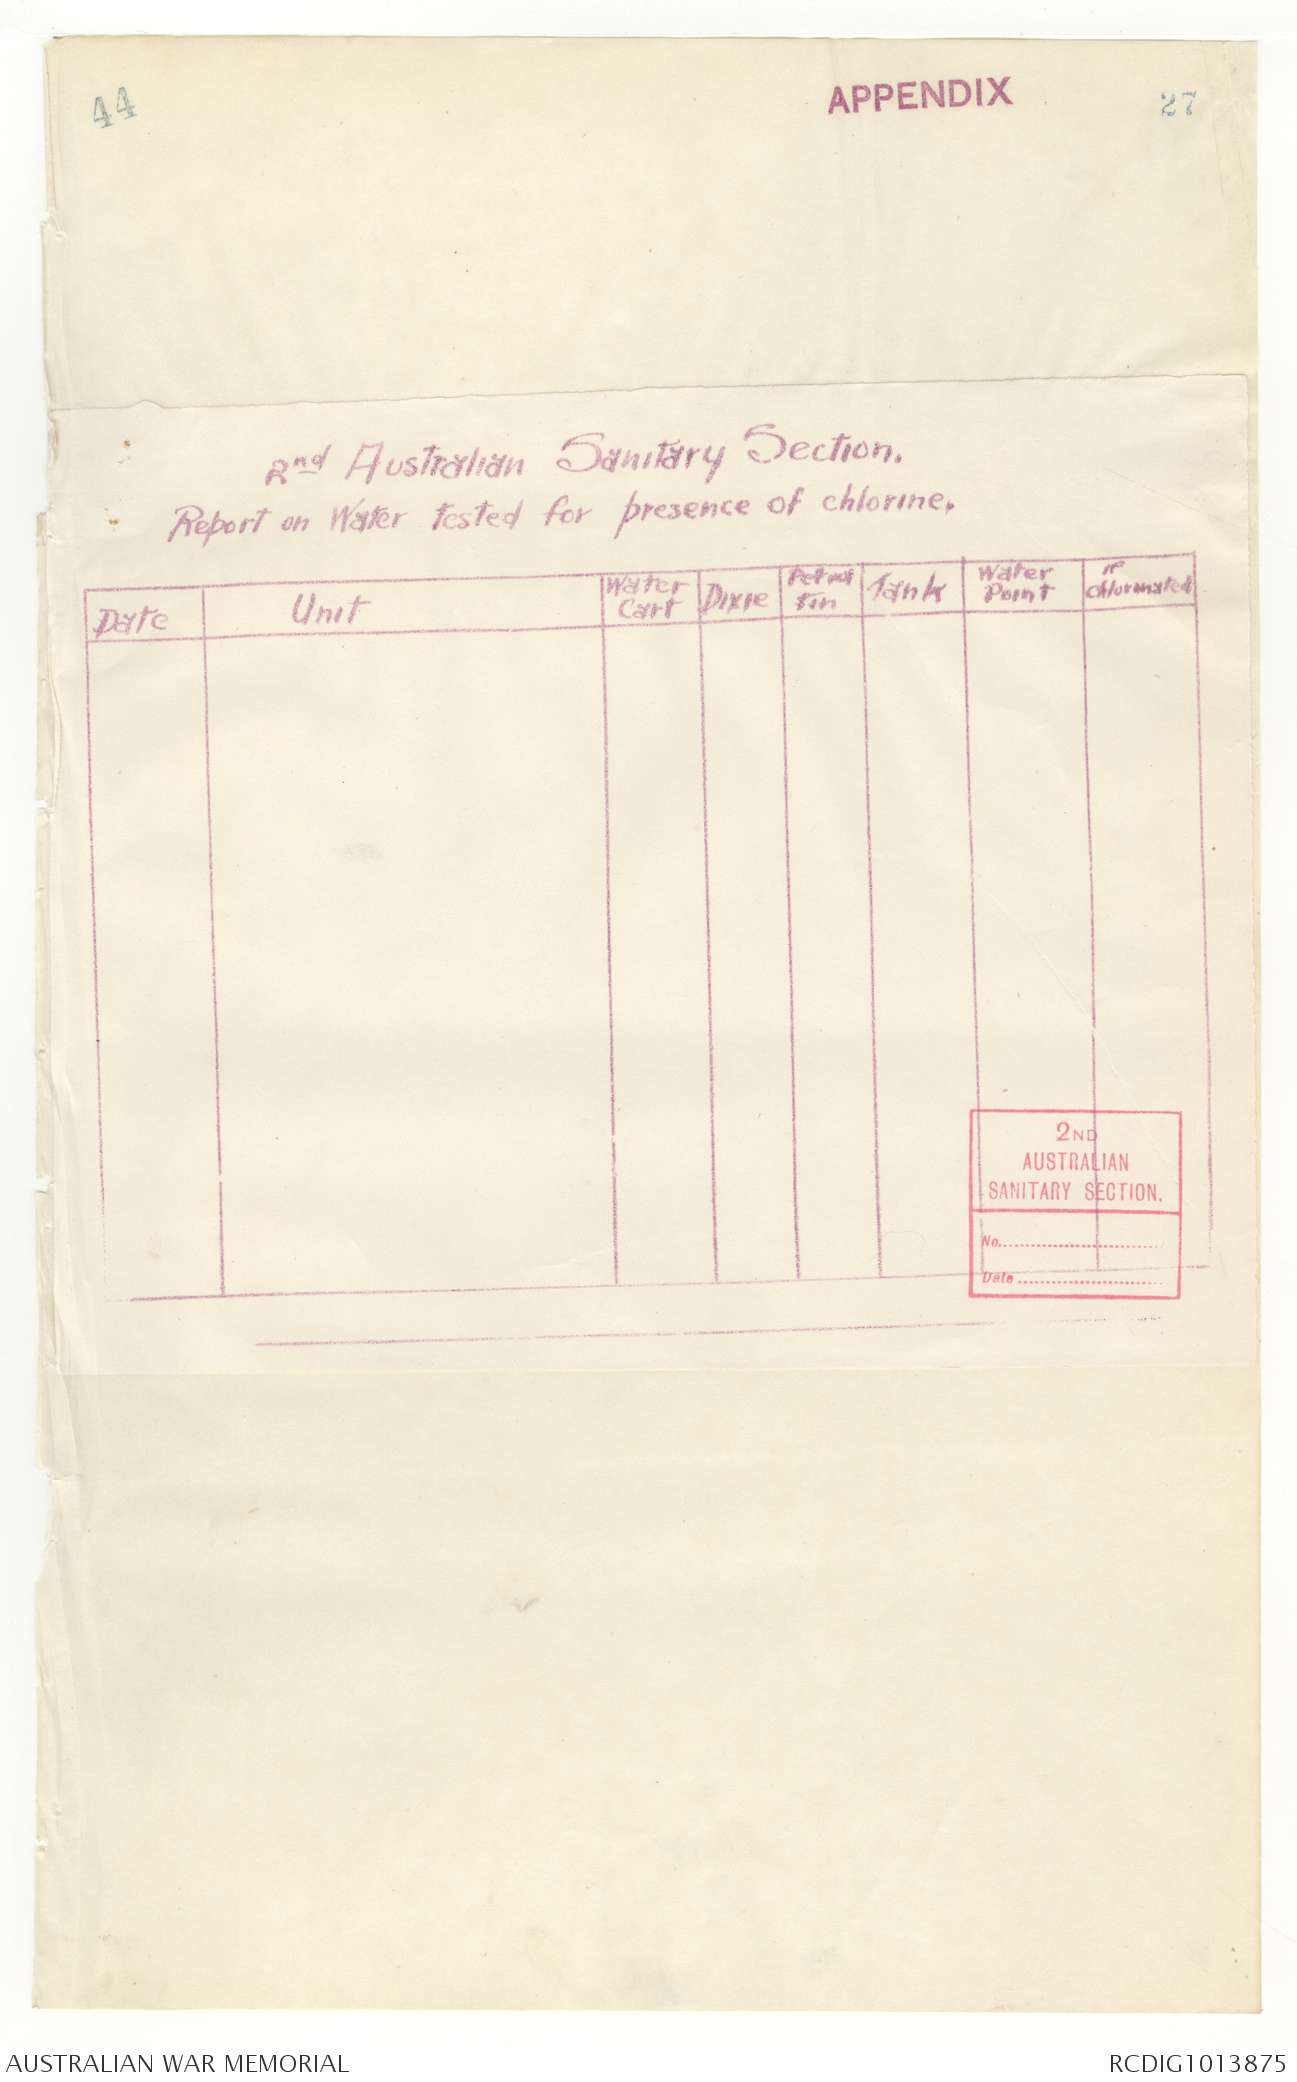 44
APPENDIX
27
2nd Australian Sanitary Section.
Report on Water tested for presence of chlorine.
Date
Unit
Water Cart
Dixie
Petrol tin
Tank
Water Point
If chlorinated
2ND
AUSTRALIAN
SANITARY SECTION.
No.
Date
AUSTRALIAN WAR MEMORIAL
RCDIG1013875